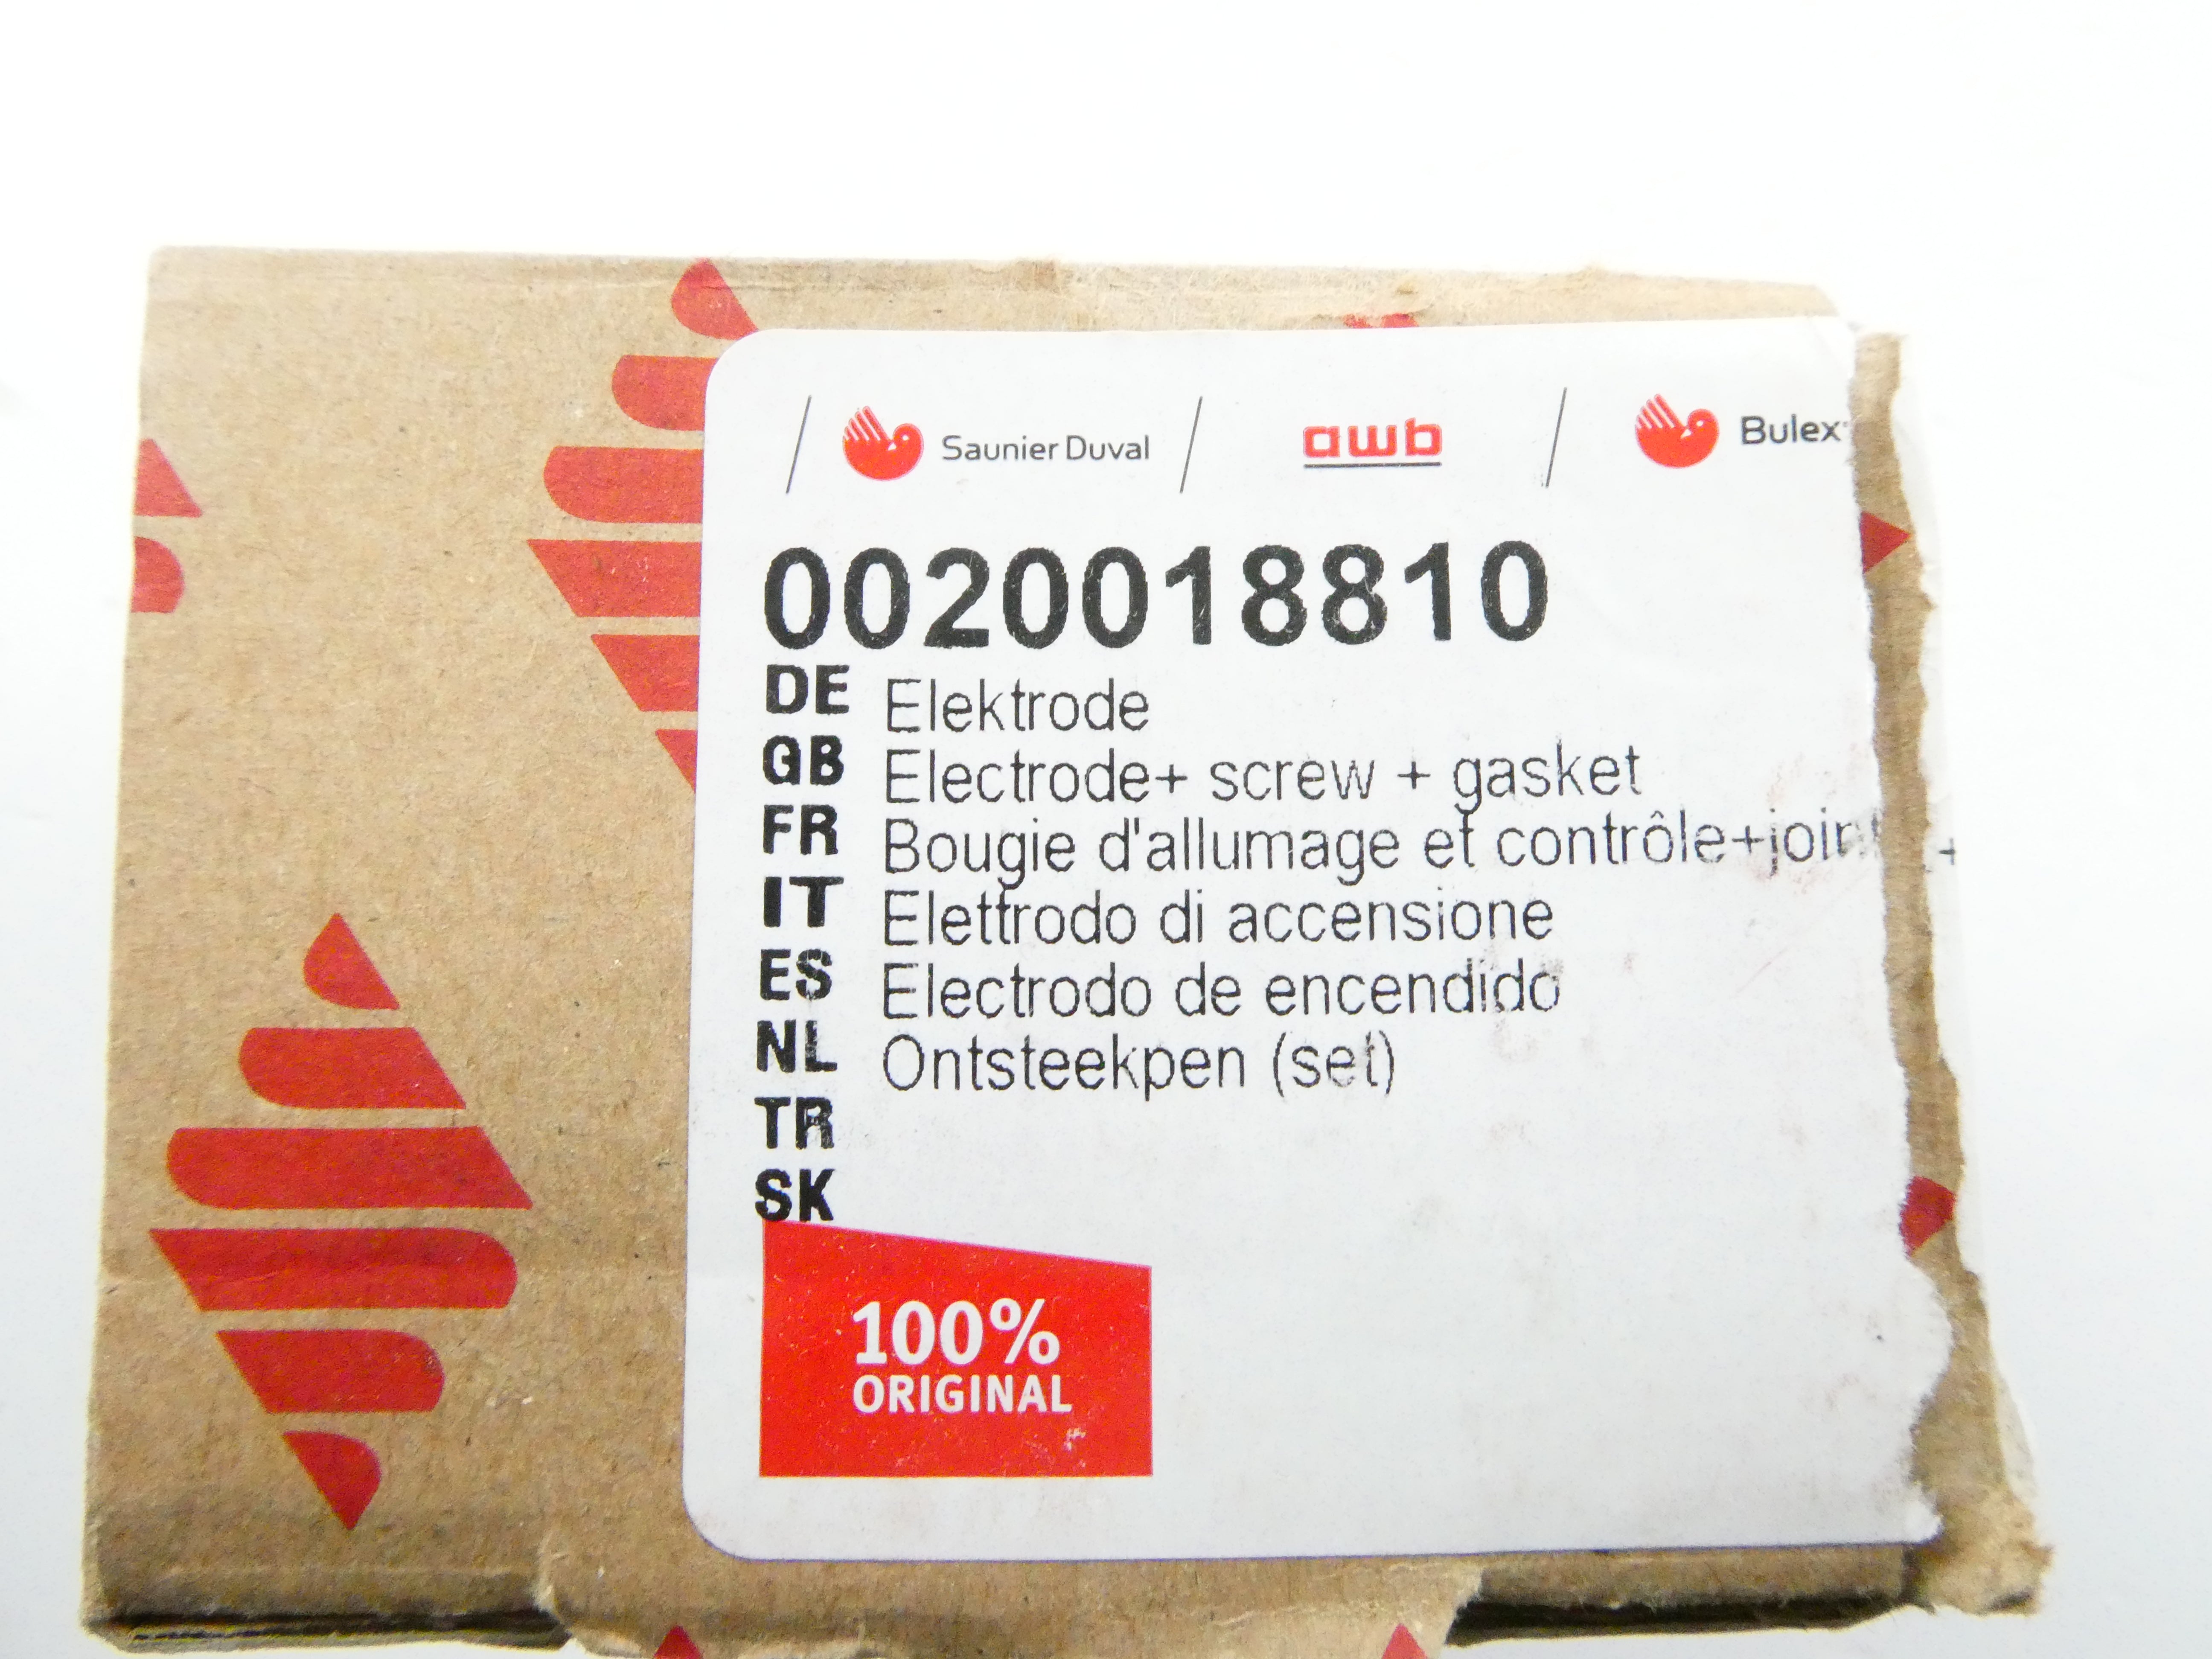 Saunier Duval awb Bulex
0020018810
DE Elektrode
GB Electrode+ screw + gasket
FR Bougie d'allumage et contrôle+joint +
IT Elettrodo di accensione
ES Electrodo de encendido
NL Ontsteekpen (set)
TR
SK
100%
ORIGINAL